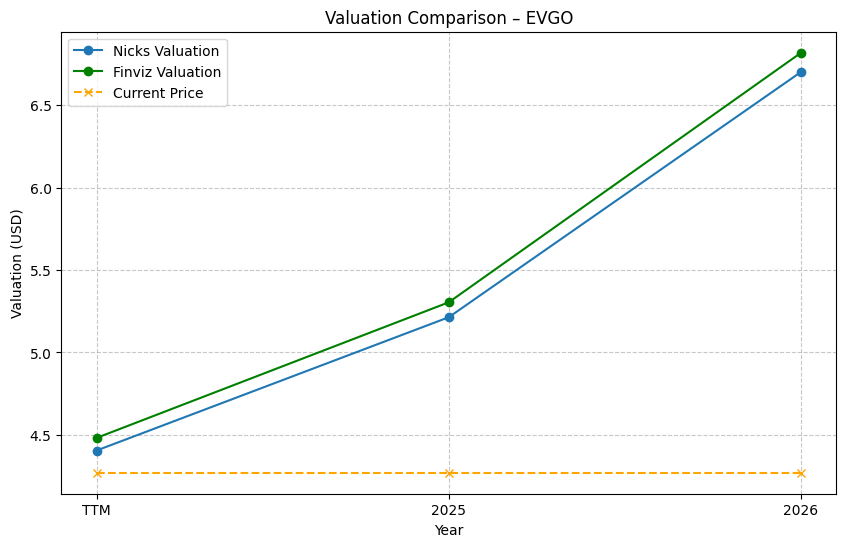 Valuation Comparison – EVGO
Nicks Valuation
Finviz Valuation
Current Price
Valuation (USD)
6.5
6.0
5.5
5.0
4.5
TTM
2025
2026
Year